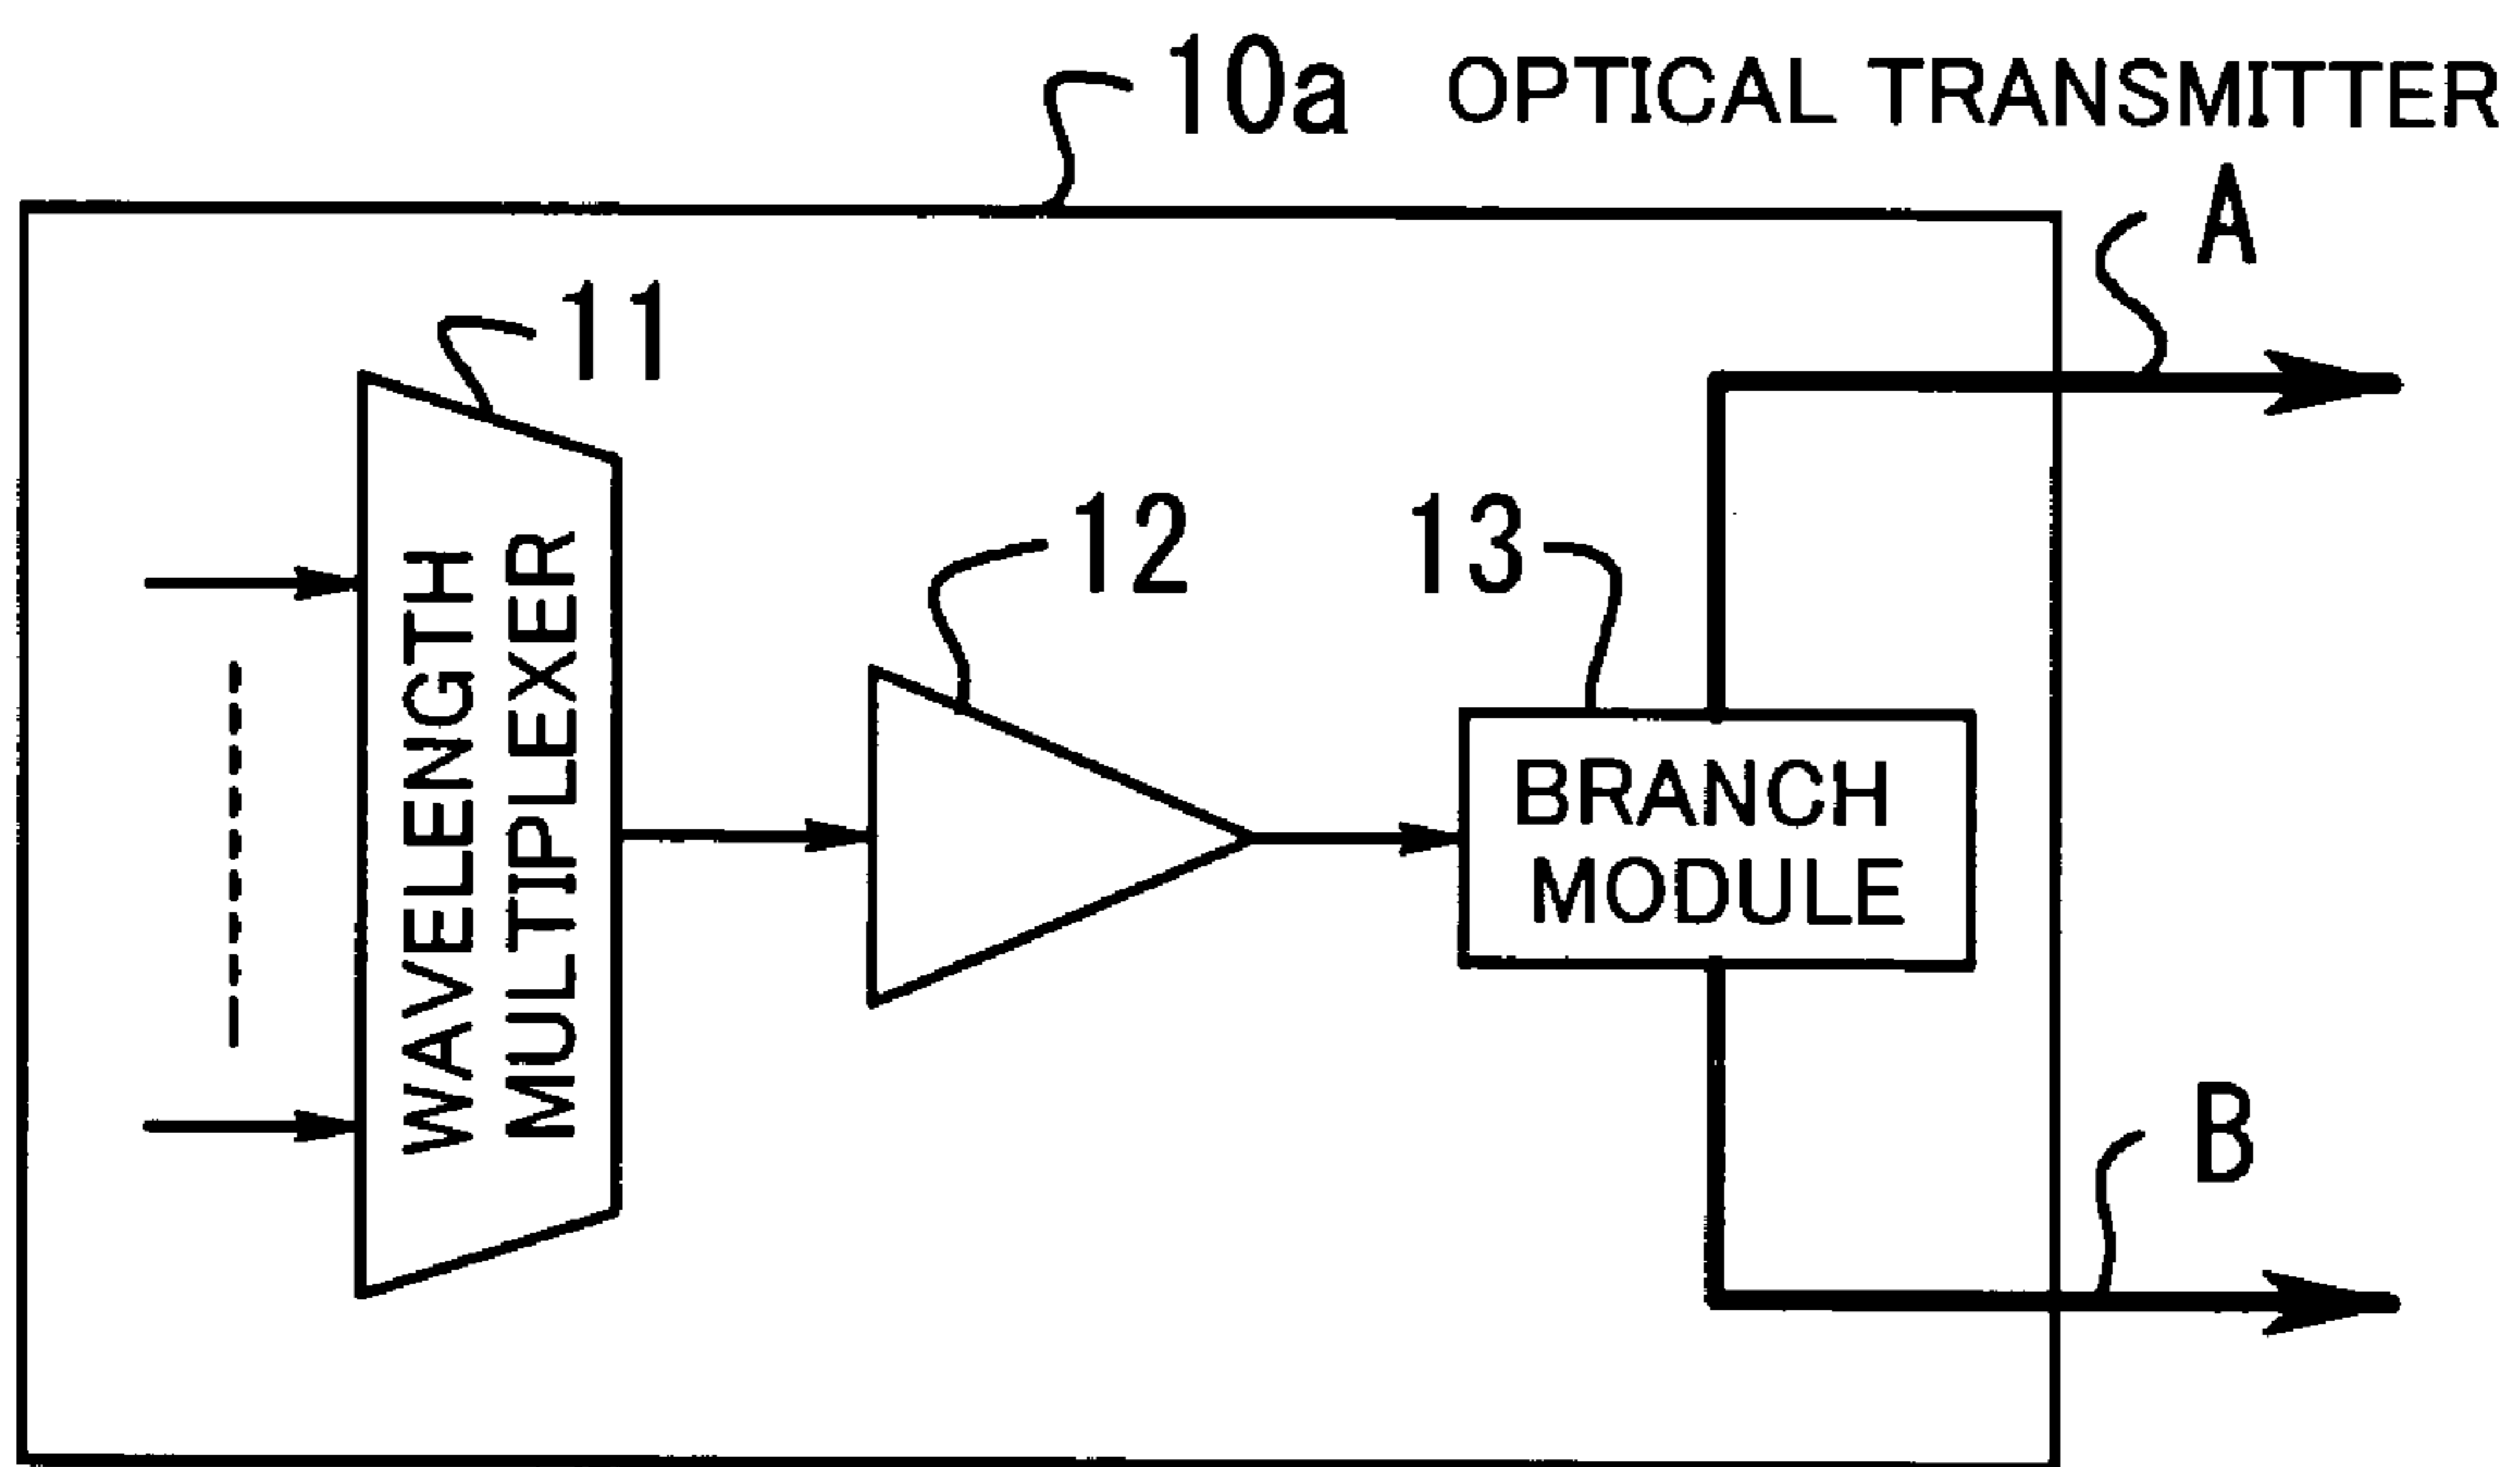 10a OPTICAL TRANSMITTER
A
11
12
13
WAVELENGTH
MULTIPLEXER
BRANCH
MODULE
B